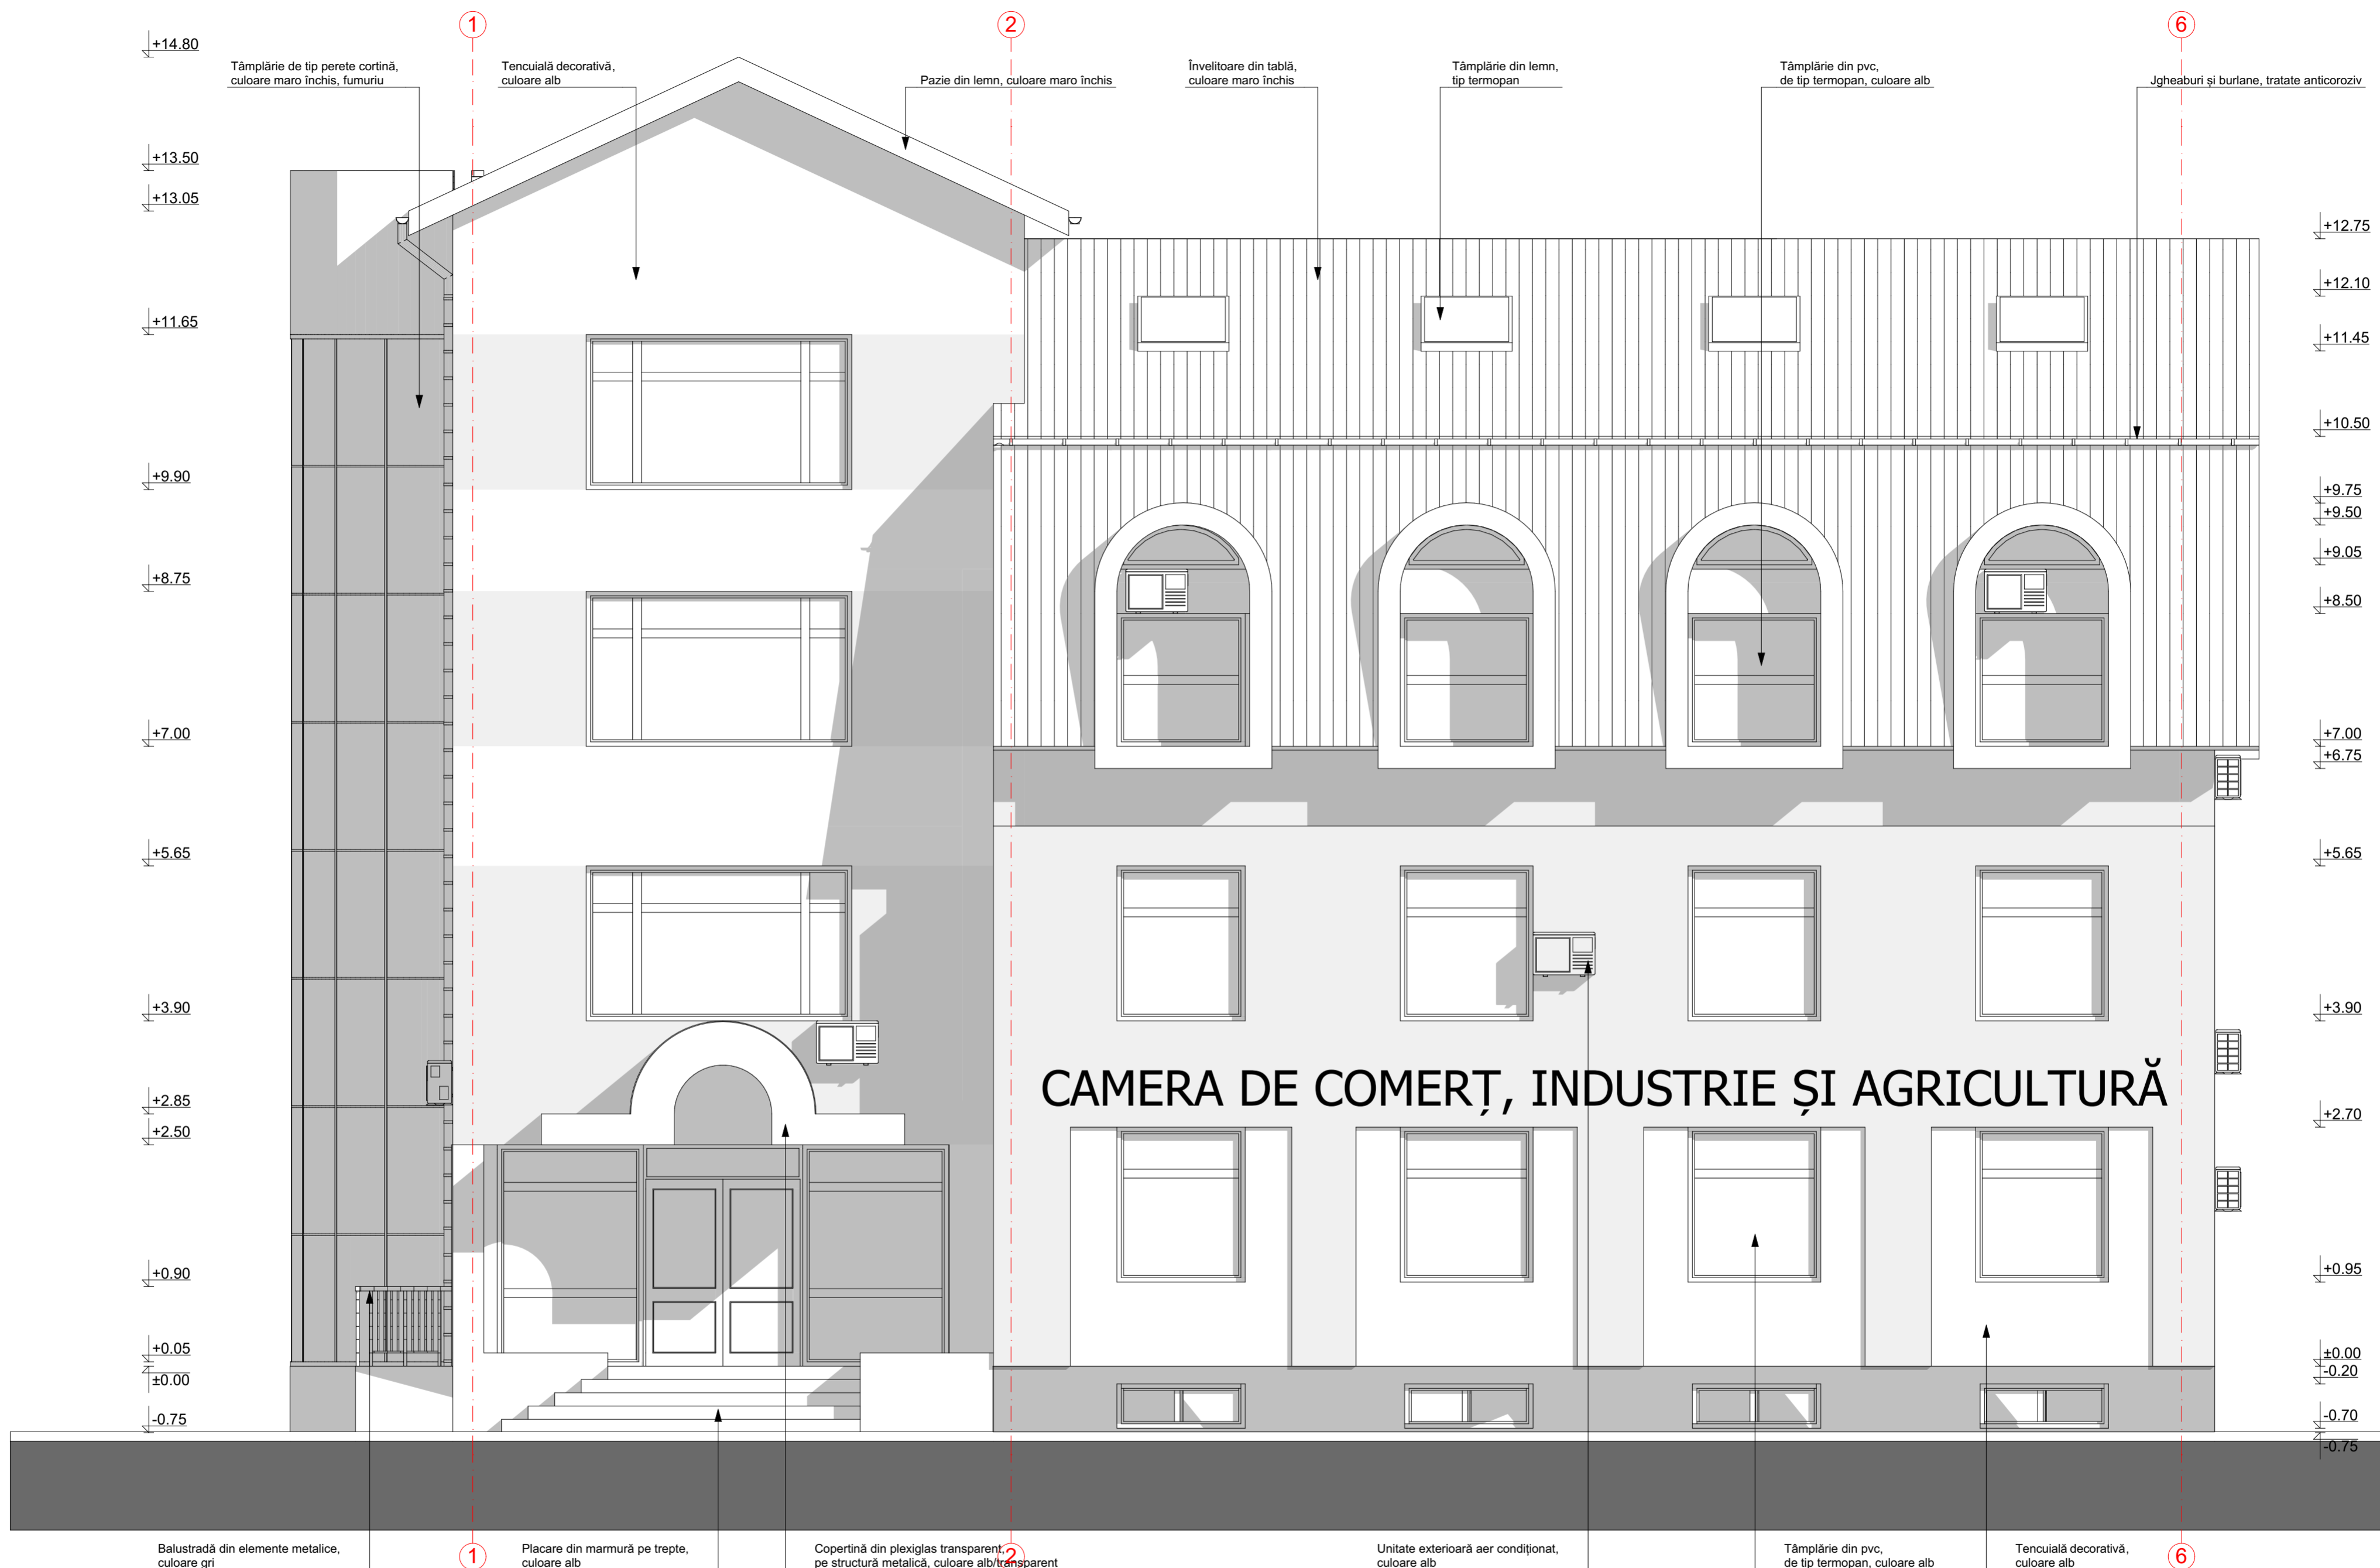 1
2
6
+14.80
Tâmplărie de tip perete cortină,
culoare maro închis, fumuriu
Tencuială decorativă,
culoare alb
Pazie din lemn, culoare maro închis
Învelitoare din tablă,
culoare maro închis
Tâmplărie din lemn,
tip termopan
Tâmplărie din pvc,
de tip termopan, culoare alb
Jgheaburi și burlane, tratate anticoroziv
+13.50
+13.05
+11.65
+9.90
+8.75
+7.00
+5.65
+3.90
+2.85
+2.50
+0.90
+0.05
±0.00
-0.75
+12.75
+12.10
+11.45
+10.50
+9.75
+9.50
+9.05
+8.50
+7.00
+6.75
+5.65
+3.90
+2.70
+0.95
±0.00
-0.20
-0.70
-0.75
CAMERA DE COMERȚ, INDUSTRIE ȘI AGRICULTURĂ
Balustradă din elemente metalice,
culoare gri
1
Placare din marmură pe trepte,
culoare alb
Copertină din plexiglas transparent,
pe structură metalică, culoare alb/transparent
2
Unitate exterioară aer condiționat,
culoare alb
Tâmplărie din pvc,
de tip termopan, culoare alb
Tencuială decorativă,
culoare alb
6